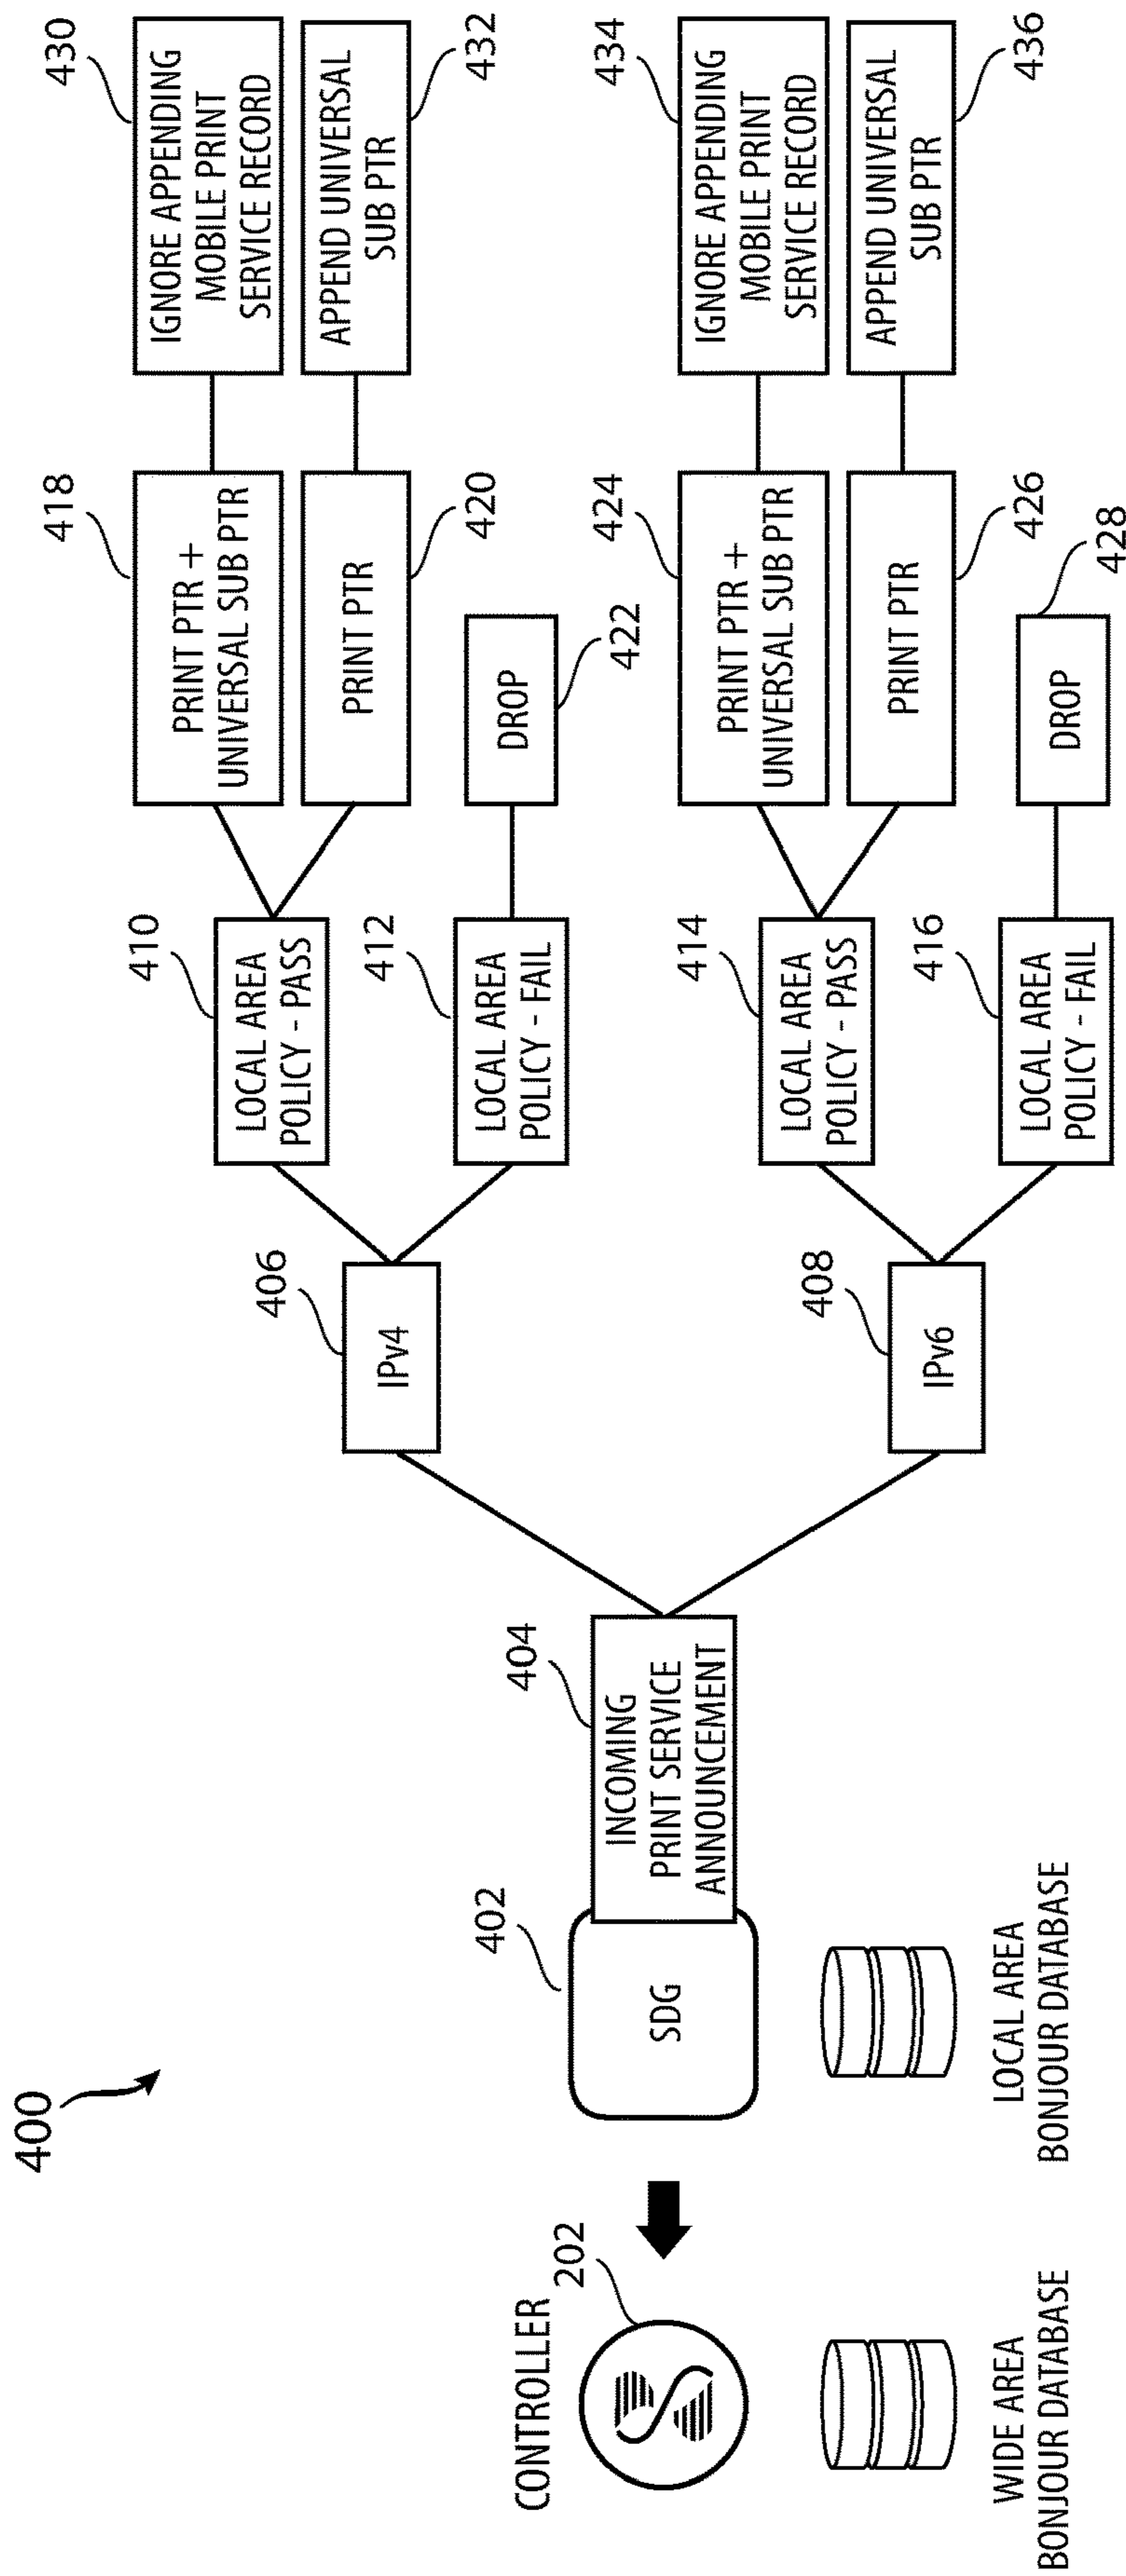 400
CONTROLLER
202
WIDE AREA
BONJOUR DATABASE
402
SDG
LOCAL AREA
BONJOUR DATABASE
404
INCOMING
PRINT SERVICE
ANNOUNCEMENT
406
IPv4
408
IPv6
410
LOCAL AREA
POLICY - PASS
412
LOCAL AREA
POLICY - FAIL
414
LOCAL AREA
POLICY - PASS
416
LOCAL AREA
POLICY - FAIL
418
PRINT PTR +
UNIVERSAL SUB PTR
420
PRINT PTR
422
DROP
424
PRINT PTR +
UNIVERSAL SUB PTR
426
PRINT PTR
428
DROP
430
IGNORE APPENDING
MOBILE PRINT
SERVICE RECORD
432
APPEND UNIVERSAL
SUB PTR
434
IGNORE APPENDING
MOBILE PRINT
SERVICE RECORD
436
APPEND UNIVERSAL
SUB PTR